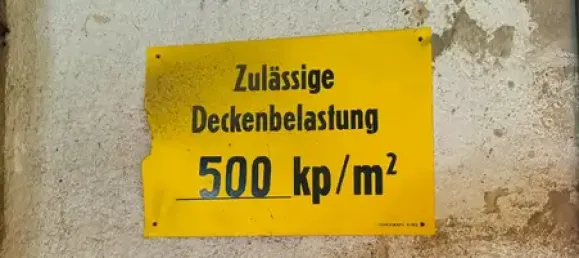 Zulässige
Deckenbelastung
500 kp/m²